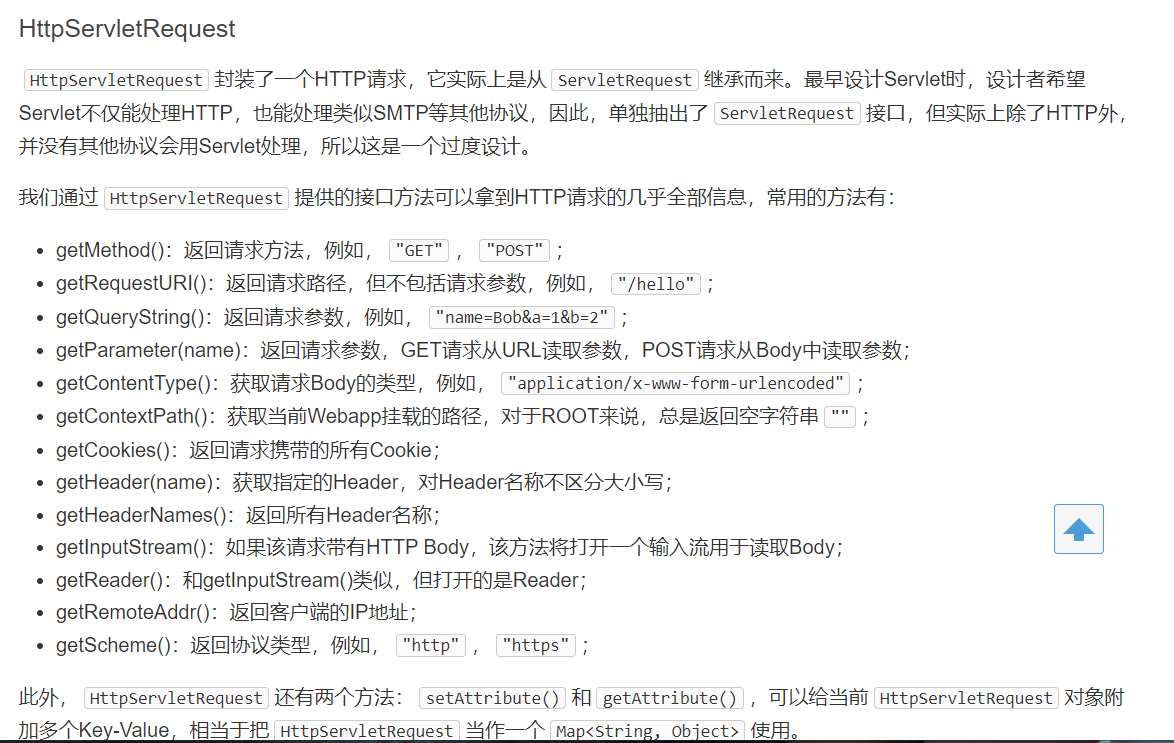 HttpServletRequest
HttpServletRequest 封装了一个HTTP请求，它实际上是从 ServletRequest 继承而来。最早设计Servlet时，设计者希望
Servlet不仅能处理HTTP，也能处理类似SMTP等其他协议，因此，单独抽出了 ServletRequest 接口，但实际上除了HTTP外，
并没有其他协议会用Servlet处理，所以这是一个过度设计。
我们通过 HttpServletRequest 提供的接口方法可以拿到HTTP请求的几乎全部信息，常用的方法有：
• getMethod()：返回请求方法，例如， "GET" ， "POST" ；
• getRequestURI()：返回请求路径，但不包括请求参数，例如， "/hello" ；
• getQueryString()：返回请求参数，例如， "name=Bob&a=1&b=2" ；
• getParameter(name)：返回请求参数，GET请求从URL读取参数，POST请求从Body中读取参数；
• getContentType()：获取请求Body的类型，例如， "application/x-www-form-urlencoded" ；
• getContextPath()：获取当前Webapp挂载的路径，对于ROOT来说，总是返回空字符串 "" ；
• getCookies()：返回请求携带的所有Cookie；
• getHeader(name)：获取指定的Header，对Header名称不区分大小写；
• getHeaderNames()：返回所有Header名称；
• getInputStream()：如果该请求带有HTTP Body，该方法将打开一个输入流用于读取Body；
• getReader()：和getInputStream()类似，但打开的是Reader；
• getRemoteAddr()：返回客户端的IP地址；
• getScheme()：返回协议类型，例如， "http" ， "https" ；
此外， HttpServletRequest 还有两个方法： setAttribute() 和 getAttribute() ，可以给当前 HttpServletRequest 对象附
加多个Key-Value，相当于把 HttpServletRequest 当作一个 Map<String, Object> 使用。